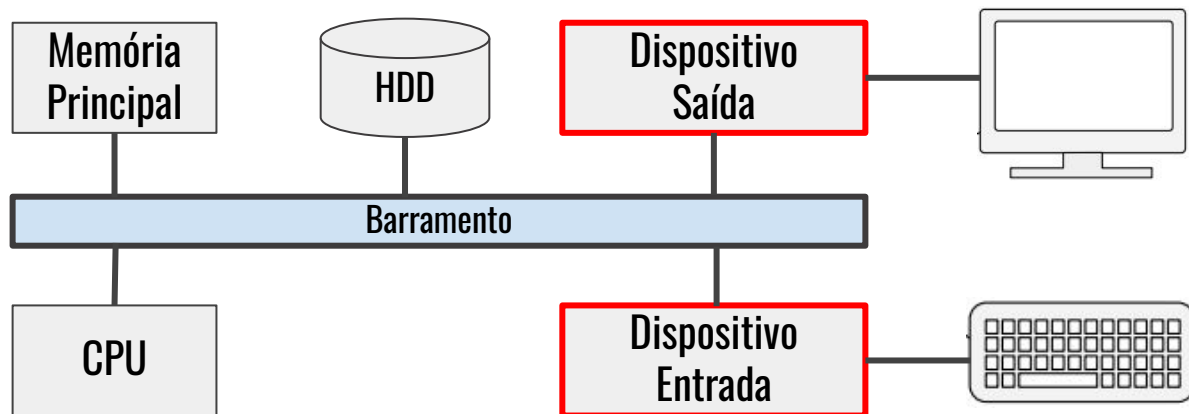 Memória
Principal
HDD
Dispositivo
Saída
Barramento
CPU
Dispositivo
Entrada